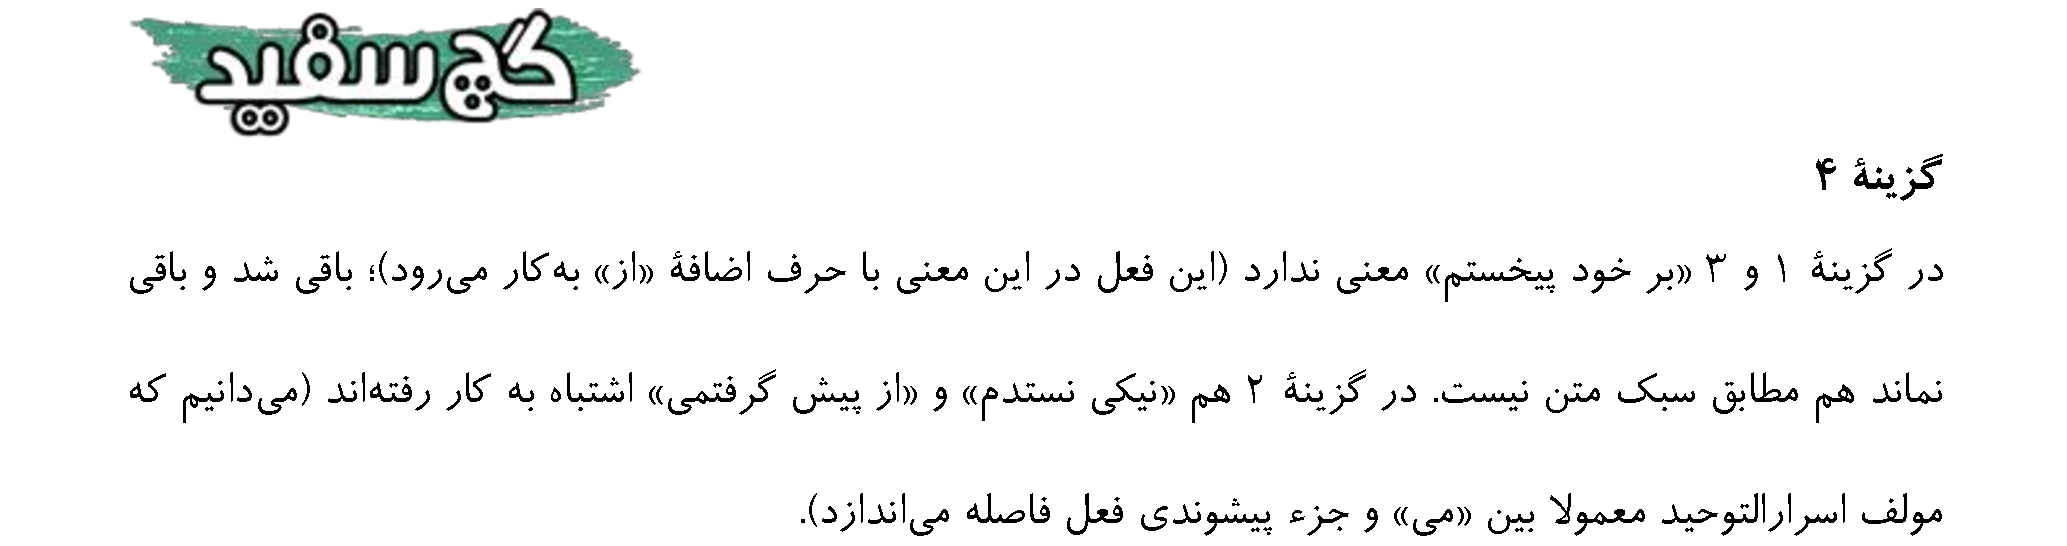 گچ سفید
گزینهٔ ۴
در گزینهٔ ۱ و ۳ «بر خود پیخستم» معنی ندارد (این فعل در این معنی با حرف اضافهٔ «از» به‌کار می‌رود)؛ باقی شد و باقی
نماند هم مطابق سبک متن نیست. در گزینهٔ ۲ هم «نیکی نستدم» و «از پیش گرفتمی» اشتباه به کار رفته‌اند (می‌دانیم که
مولف اسرارالتوحید معمولا بین «می» و جزء پیشوندی فعل فاصله می‌اندازد).